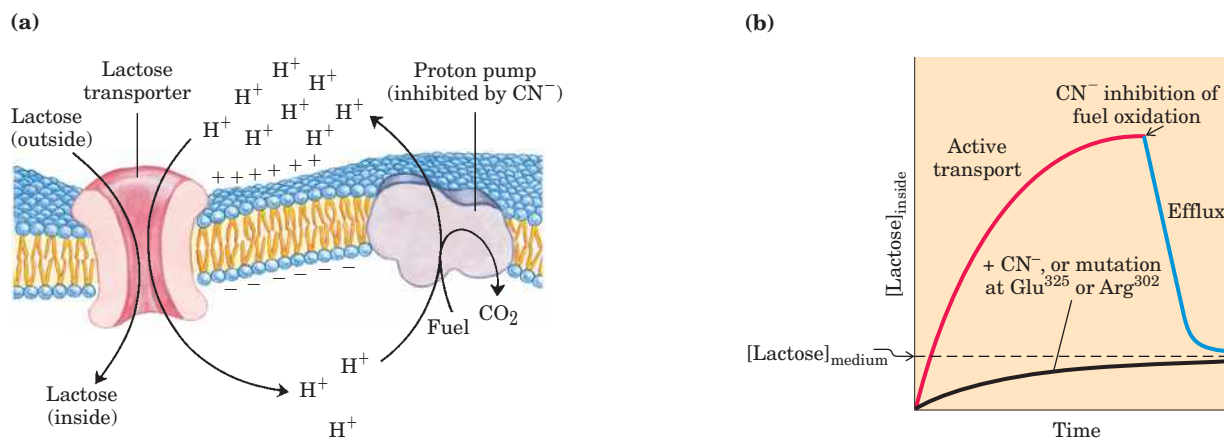 (a)
Lactose
transporter
Lactose
(outside)
H+
H+
H+
H+
H+
H+
H+
H+
H+
Proton pump
(inhibited by CN−)
+ + + + + +
− − − − − −
Fuel
CO2
H+
H+
H+
Lactose
(inside)
(b)
[Lactose]inside
CN− inhibition of
fuel oxidation
Active
transport
Efflux
+ CN−, or mutation
at Glu325 or Arg302
[Lactose]medium
Time